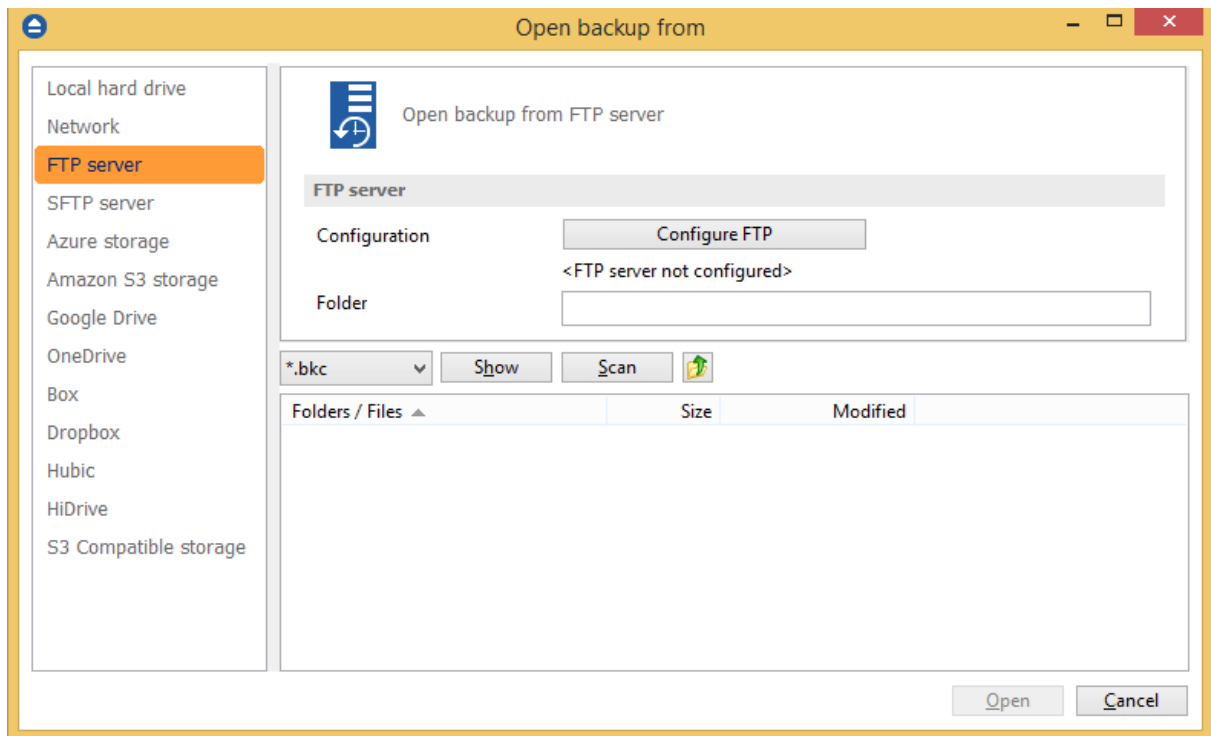 Open backup from
Local hard drive
Network
FTP server
SFTP server
Azure storage
Amazon S3 storage
Google Drive
OneDrive
Box
Dropbox
Hubic
HiDrive
S3 Compatible storage
Open backup from FTP server
FTP server
Configuration
Configure FTP
<FTP server not configured>
Folder
*.bkc Show Scan
Folders / Files Size Modified
Open Cancel